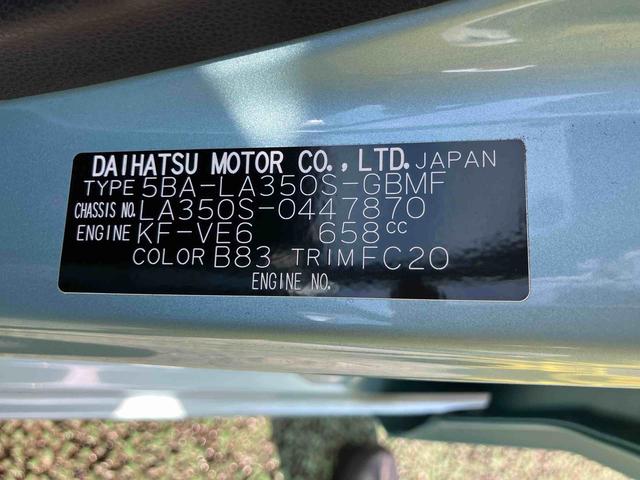 DAIHATSU MOTOR CO.,LTD. JAPAN
TYPE 5BA-LA350S-GBMF
CHASSIS NO. LA350S-0447870
ENGINE KF-VE6 658cc
COLOR B83 TRIM FC20
ENGINE NO.